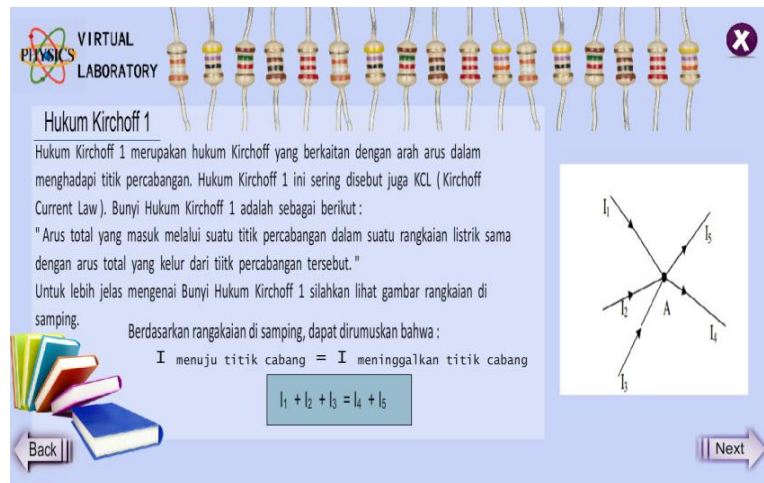 VIRTUAL
PHYSICS
LABORATORY
X
Hukum Kirchoff 1
Hukum Kirchoff 1 merupakan hukum Kirchoff yang berkaitan dengan arah arus dalam
menghadapi titik percabangan. Hukum Kirchoff 1 ini sering disebut juga KCL ( Kirchoff
Current Law ). Bunyi Hukum Kirchoff 1 adalah sebagai berikut :
" Arus total yang masuk melalui suatu titik percabangan dalam suatu rangkaian listrik sama
dengan arus total yang kelur dari tiitk percabangan tersebut. "
Untuk lebih jelas mengenai Bunyi Hukum Kirchoff 1 silahkan lihat gambar rangkaian di
samping.
Berdasarkan rangakaian di samping, dapat dirumuskan bahwa :
I menuju titik cabang = I meninggalkan titik cabang
I₁ + I₂ + I₃ = I₄ + I₅
I₁
I₅
I₂
A
I₄
I₃
Back
Next